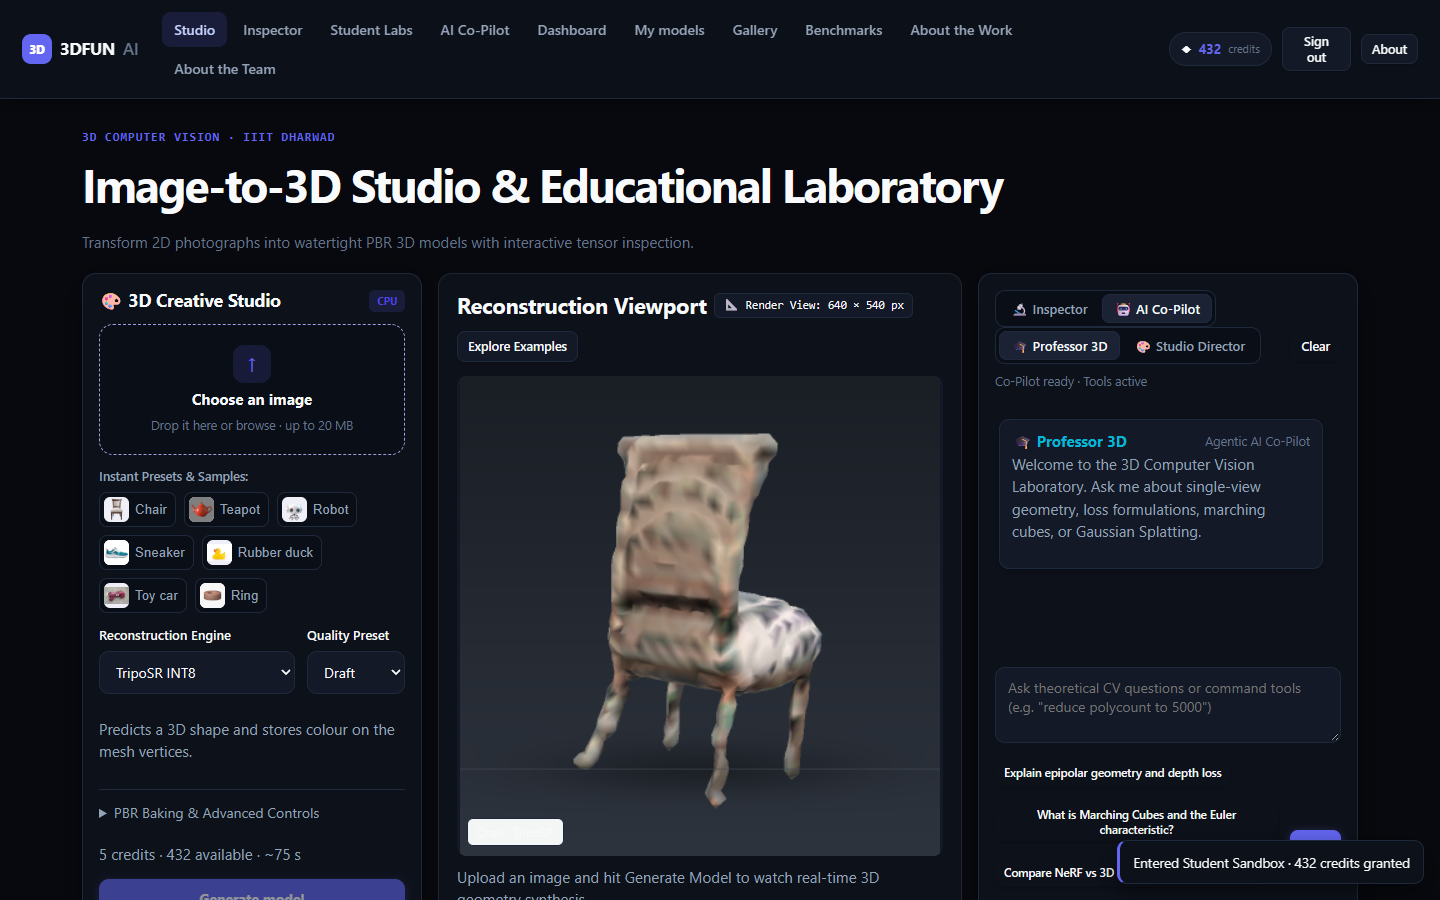 3D 3DFUN AI
Studio Inspector Student Labs AI Co-Pilot Dashboard My models Gallery Benchmarks About the Work
About the Team
432 credits
Sign out
About
3D COMPUTER VISION · IIIT DHARWAD
Image-to-3D Studio & Educational Laboratory
Transform 2D photographs into watertight PBR 3D models with interactive tensor inspection.
3D Creative Studio CPU
↑
Choose an image
Drop it here or browse · up to 20 MB
Instant Presets & Samples:
Chair Teapot Robot
Sneaker Rubber duck
Toy car Ring
Reconstruction Engine Quality Preset
TripoSR INT8 Draft
Predicts a 3D shape and stores colour on the
mesh vertices.
PBR Baking & Advanced Controls
5 credits · 432 available · ~75 s
Generate model
Reconstruction Viewport Render View: 640 × 540 px
Explore Examples
Upload an image and hit Generate Model to watch real-time 3D
geometry synthesis
Inspector AI Co-Pilot
Professor 3D Studio Director Clear
Co-Pilot ready · Tools active
Professor 3D Agentic AI Co-Pilot
Welcome to the 3D Computer Vision
Laboratory. Ask me about single-view
geometry, loss formulations, marching
cubes, or Gaussian Splatting.
Ask theoretical CV questions or command tools
(e.g. "reduce polycount to 5000")
Explain epipolar geometry and depth loss
What is Marching Cubes and the Euler
characteristic?
Compare NeRF vs 3D
Entered Student Sandbox · 432 credits granted